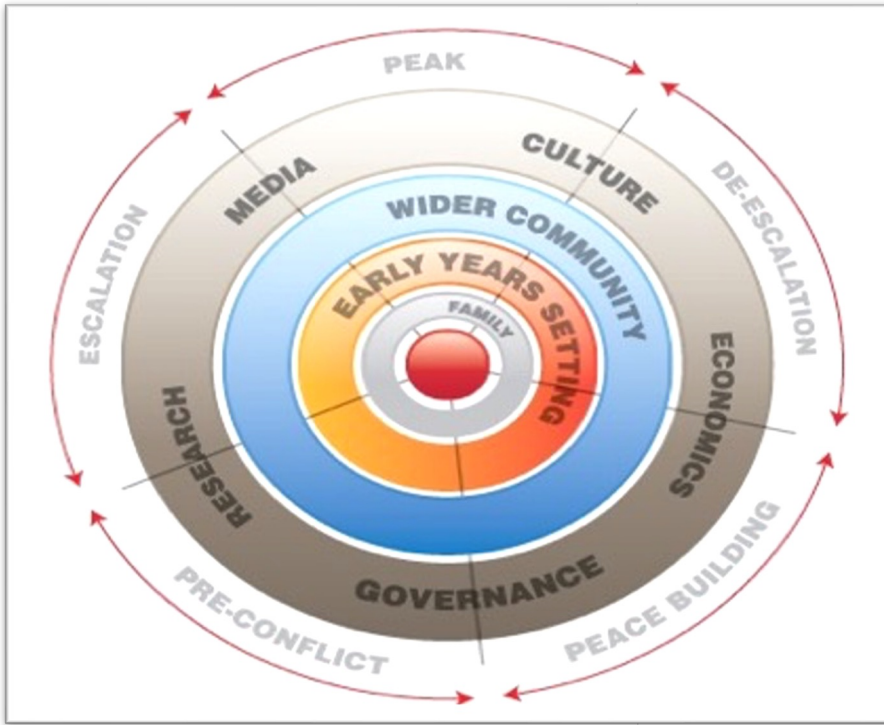 PEAK
DE-ESCALATION
PEACE BUILDING
PRE-CONFLICT
ESCALATION
MEDIA
CULTURE
ECONOMICS
GOVERNANCE
RESEARCH
WIDER COMMUNITY
EARLY YEARS SETTING
FAMILY